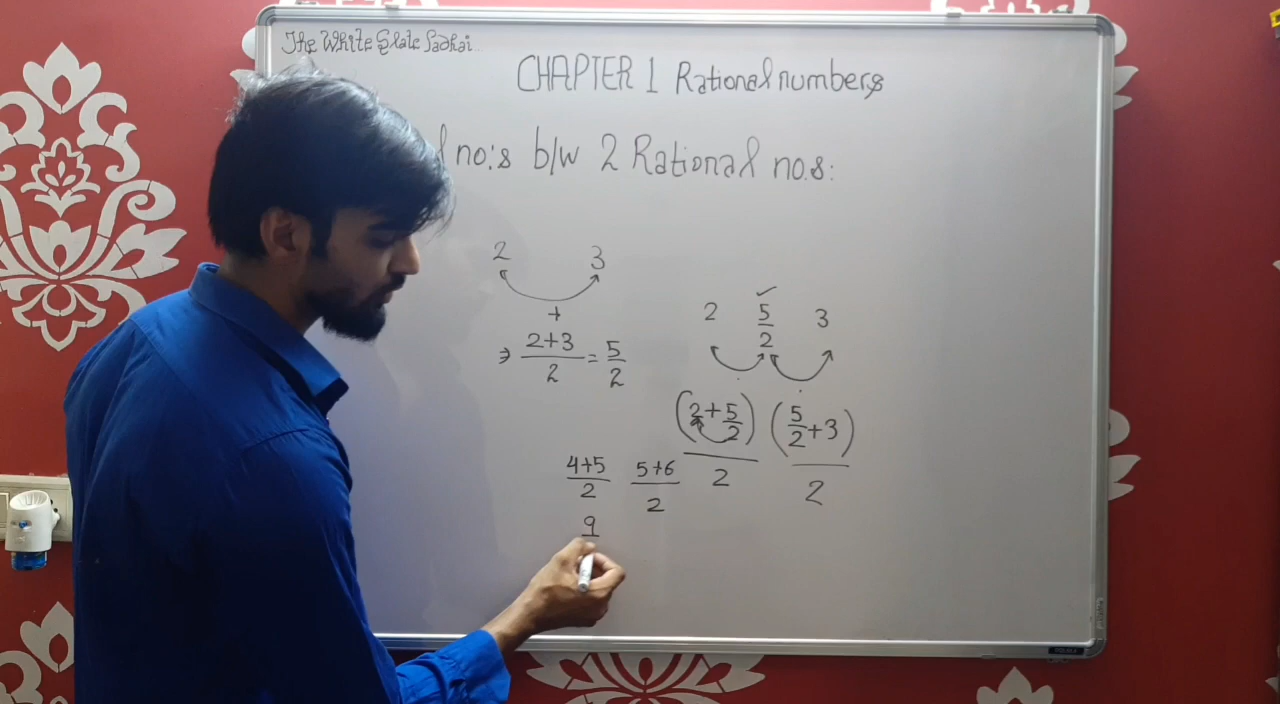 The White Slate Padhai
CHAPTER 1 Rational numbers
l no:s b/w 2 Rational no.s:
2 3
+
⇒ 2+3/2 = 5/2
2 5/2 ✓ 3
(2+5/2)/2 (5/2+3)/2
4+5/2 5+6/2
9